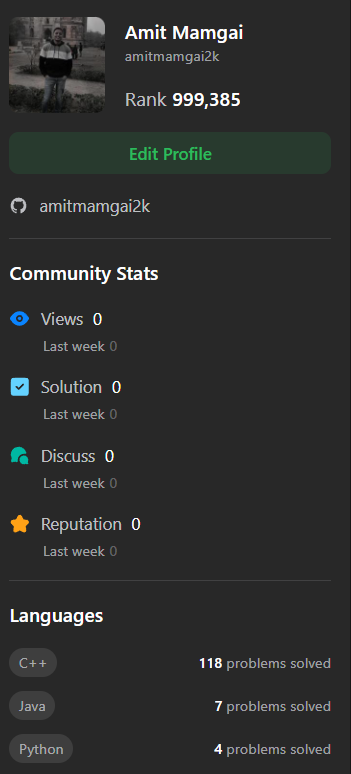 Amit Mamgai
amitmamgai2k
Rank 999,385
Edit Profile
amitmamgai2k
Community Stats
Views 0
Last week 0
Solution 0
Last week 0
Discuss 0
Last week 0
Reputation 0
Last week 0
Languages
C++ 118 problems solved
Java 7 problems solved
Python 4 problems solved